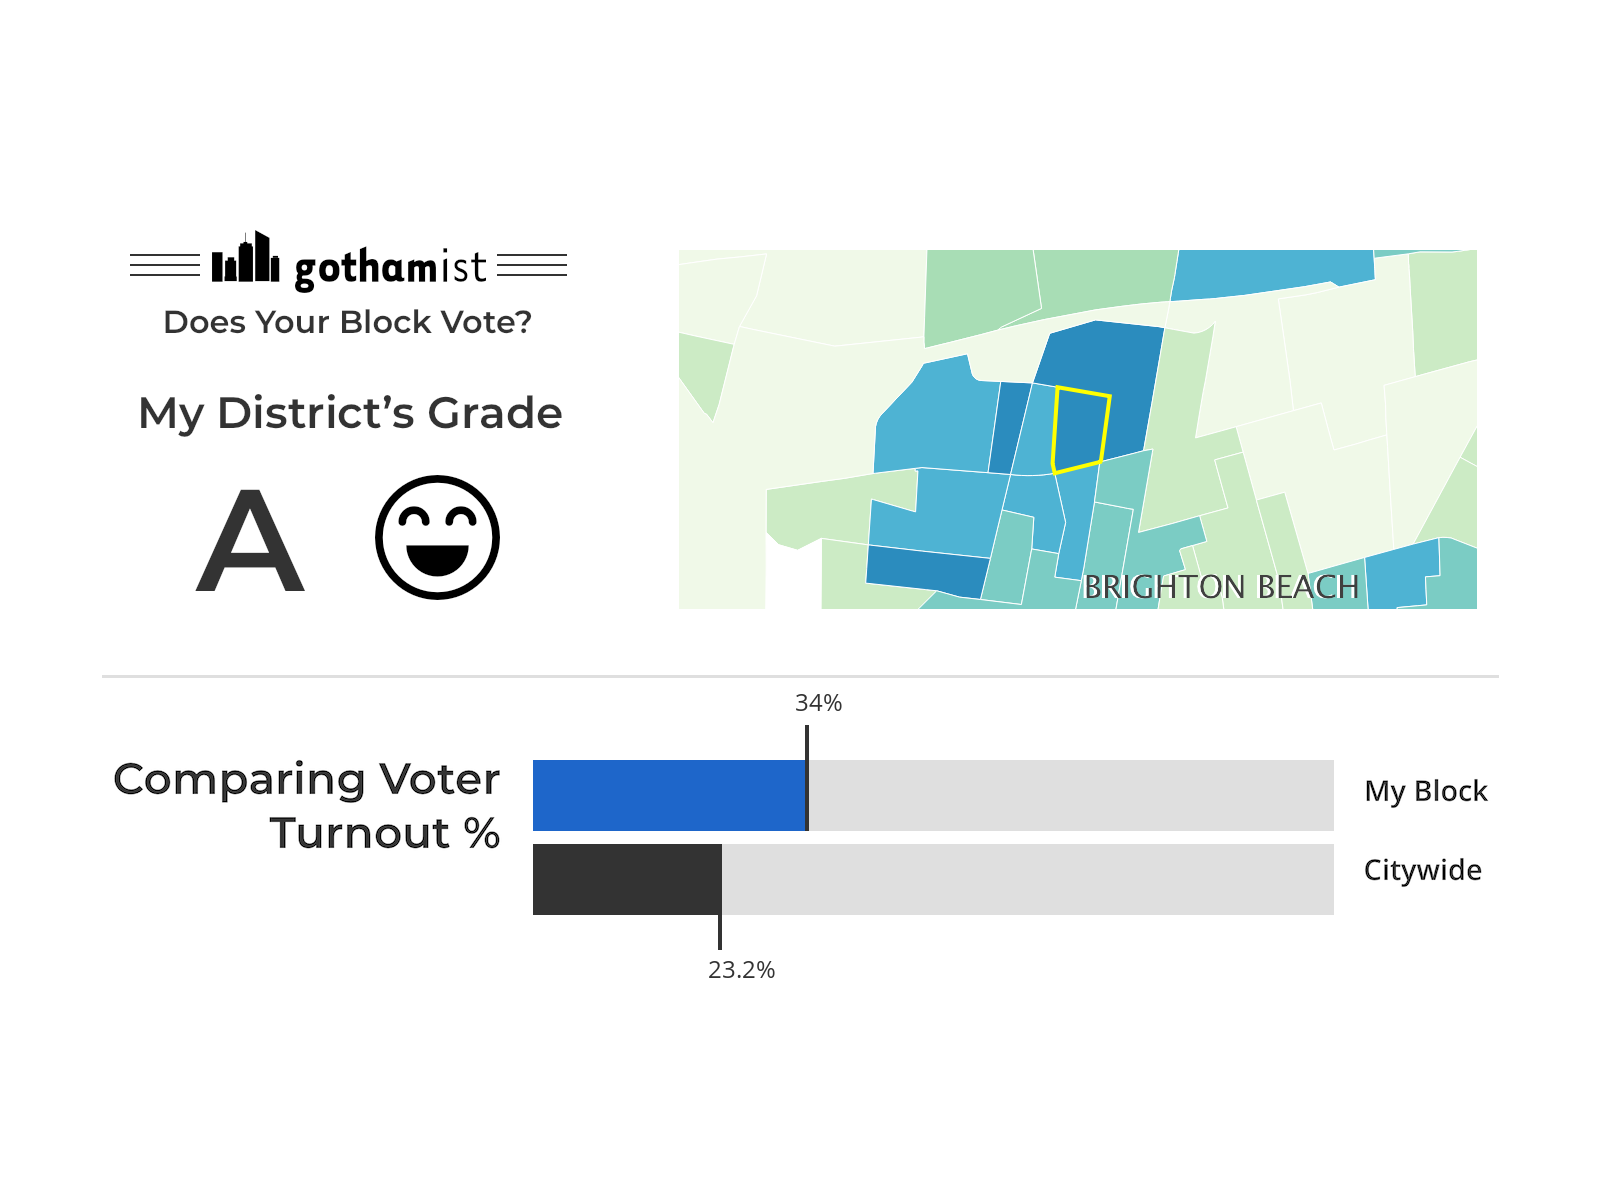 gothamist
Does Your Block Vote?
My District’s Grade
A
BRIGHTON BEACH
34%
Comparing Voter
Turnout %
My Block
Citywide
23.2%